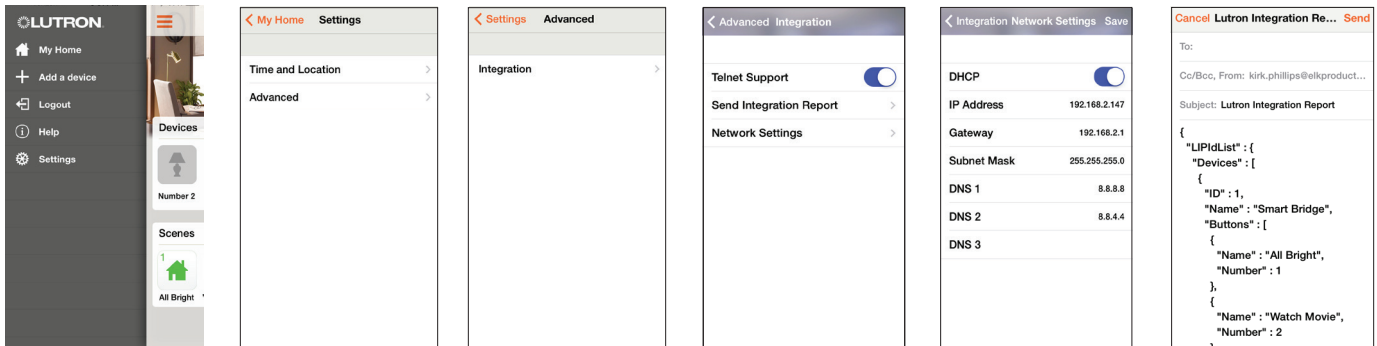 LUTRON
My Home
Add a device
Logout
Help
Settings
Devices
Number 2
Scenes
1
All Bright
My Home Settings
Time and Location
Advanced
Settings Advanced
Integration
Advanced Integration
Telnet Support
Send Integration Report
Network Settings
Integration Network Settings Save
DHCP
IP Address 192.168.2.147
Gateway 192.168.2.1
Subnet Mask 255.255.255.0
DNS 1 8.8.8.8
DNS 2 8.8.4.4
DNS 3
Cancel Lutron Integration Re... Send
To:
Cc/Bcc, From: kirk.phillips@elkproduct...
Subject: Lutron Integration Report
{
"LIPIdList" : {
"Devices" : [
{
"ID" : 1,
"Name" : "Smart Bridge",
"Buttons" : [
{
"Name" : "All Bright",
"Number" : 1
},
{
"Name" : "Watch Movie",
"Number" : 2